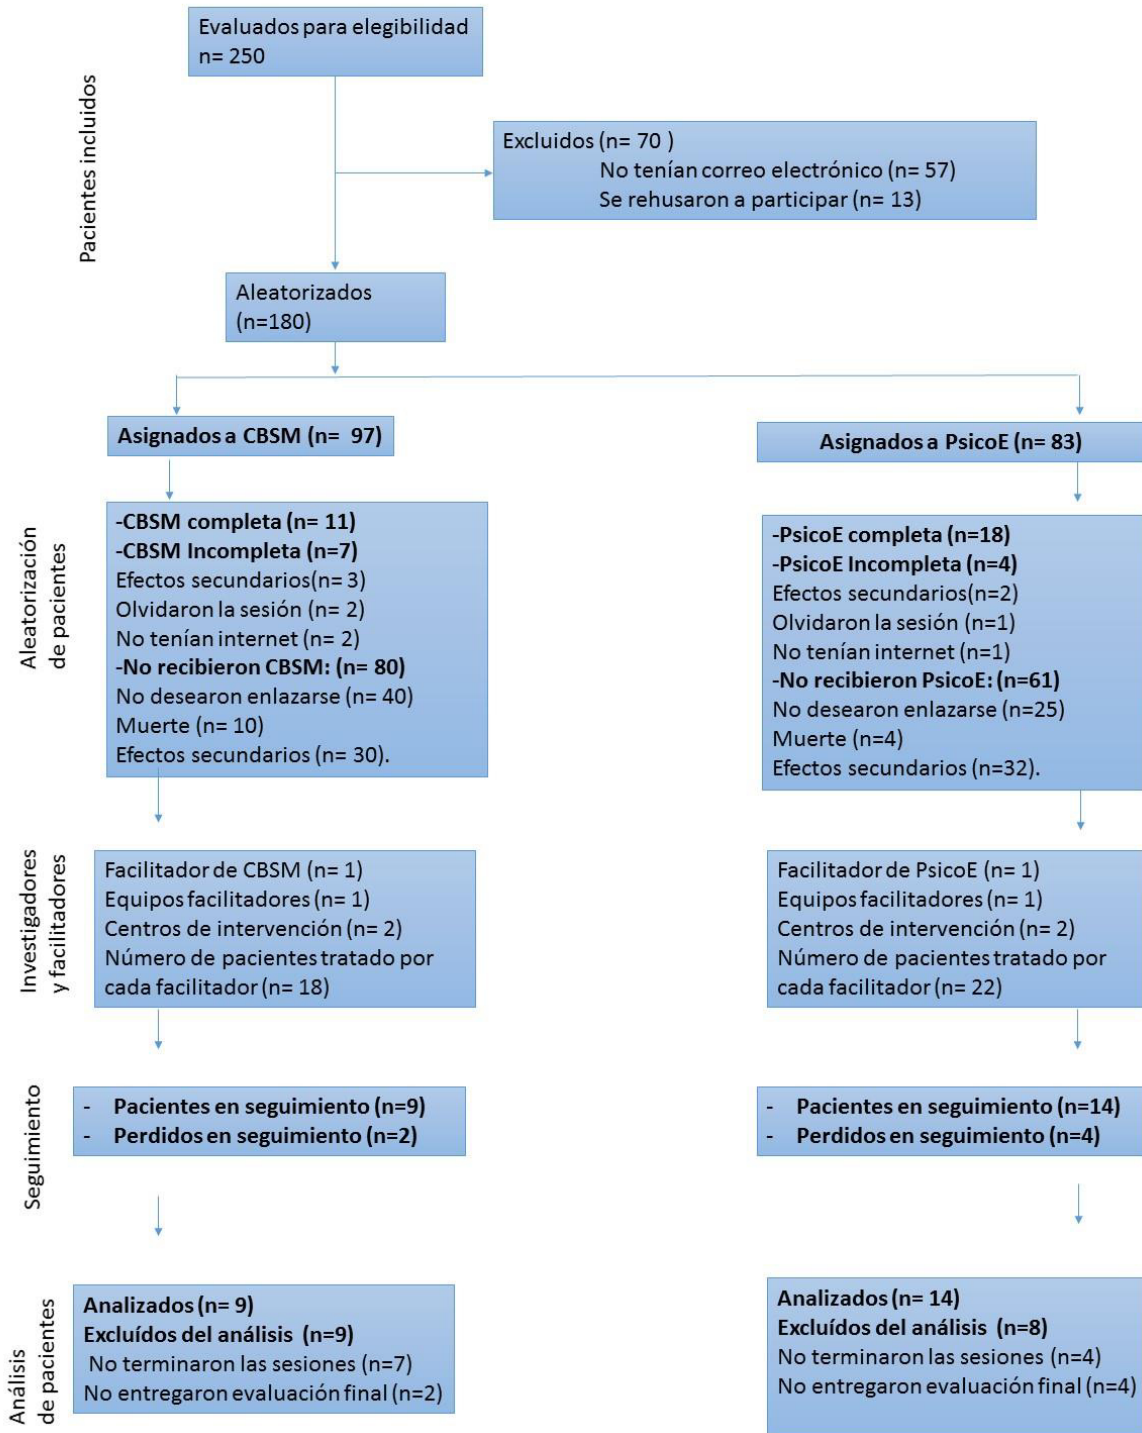 Evaluados para elegibilidad
n= 250
Pacientes incluidos
Excluidos (n= 70 )
No tenían correo electrónico (n= 57)
Se rehusaron a participar (n= 13)
Aleatorizados
(n=180)
Asignados a CBSM (n=  97)
Asignados a PsicoE (n= 83)
Aleatorización
de pacientes
-CBSM completa (n= 11)
-CBSM Incompleta (n=7)
Efectos secundarios(n= 3)
Olvidaron la sesión (n= 2)
No tenían internet (n= 2)
-No recibieron CBSM: (n= 80)
No desearon enlazarse (n= 40)
Muerte (n= 10)
Efectos secundarios (n= 30).
-PsicoE completa (n=18)
-PsicoE Incompleta (n=4)
Efectos secundarios(n=2)
Olvidaron la sesión (n=1)
No tenían internet (n=1)
-No recibieron PsicoE: (n=61)
No desearon enlazarse (n=25)
Muerte (n=4)
Efectos secundarios (n=32).
Investigadores
y facilitadores
Facilitador de CBSM (n= 1)
Equipos facilitadores (n= 1)
Centros de intervención (n= 2)
Número de pacientes tratado por
cada facilitador (n= 18)
Facilitador de PsicoE (n= 1)
Equipos facilitadores (n= 1)
Centros de intervención (n= 2)
Número de pacientes tratado por
cada facilitador (n= 22)
Seguimiento
- Pacientes en seguimiento (n=9)
- Perdidos en seguimiento (n=2)
- Pacientes en seguimiento (n=14)
- Perdidos en seguimiento (n=4)
Análisis
de pacientes
Analizados (n= 9)
Excluídos del análisis  (n=9)
No terminaron las sesiones (n=7)
No entregaron evaluación final (n=2)
Analizados (n= 14)
Excluídos del análisis  (n=8)
No terminaron las sesiones (n=4)
No entregaron evaluación final (n=4)